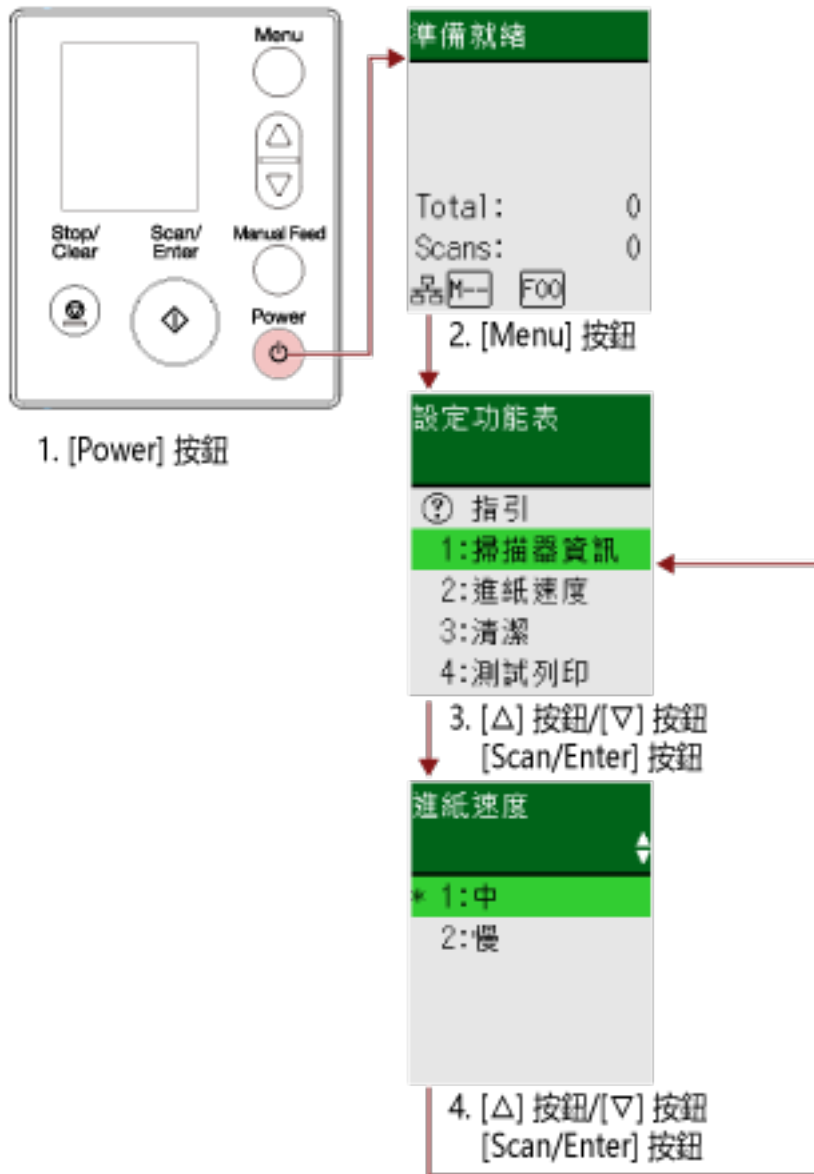 Menu
Stop/
Clear
Scan/
Enter
Manual Feed
Power
1. [Power] 按鈕
準備就緒
Total: 0
Scans: 0
M-- F00
2. [Menu] 按鈕
設定功能表
? 指引
1:掃描器資訊
2:進紙速度
3:清潔
4:測試列印
3. [△] 按鈕/[▽] 按鈕
[Scan/Enter] 按鈕
進紙速度
* 1:中
2:慢
4. [△] 按鈕/[▽] 按鈕
[Scan/Enter] 按鈕